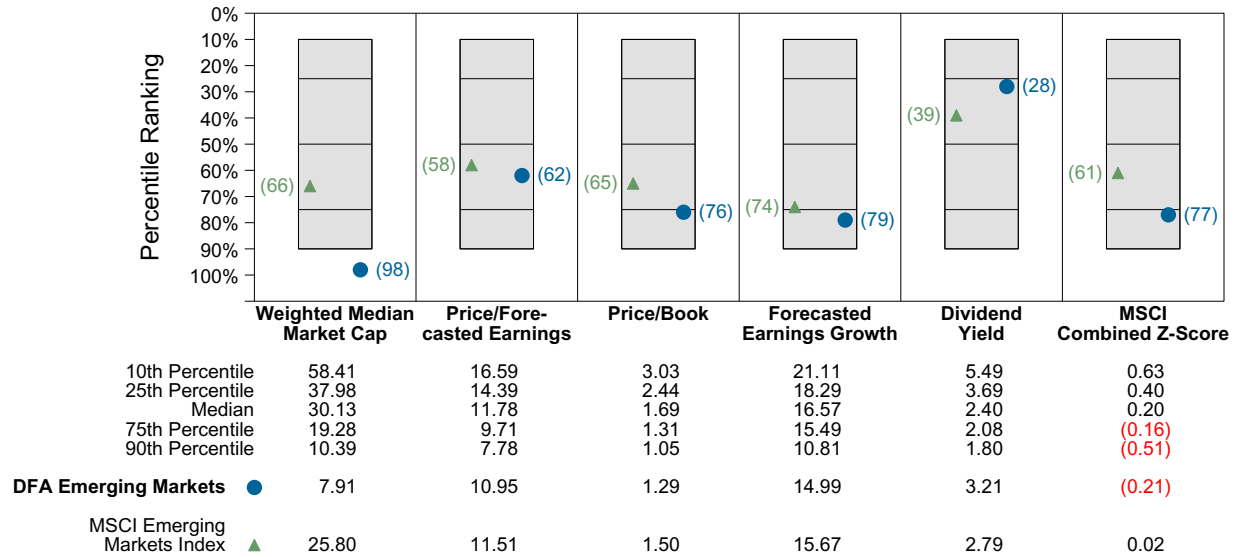 0%
10%
20%
30%
40%
50%
60%
70%
80%
90%
100%
Percentile Ranking
(66)
(98)
(58)
(62)
(65)
(76)
(74)
(79)
(39)
(28)
(61)
(77)
Weighted Median
Market Cap
Price/Fore-
casted Earnings
Price/Book
Forecasted
Earnings Growth
Dividend
Yield
MSCI
Combined Z-Score
10th Percentile 58.41 16.59 3.03 21.11 5.49 0.63
25th Percentile 37.98 14.39 2.44 18.29 3.69 0.40
Median 30.13 11.78 1.69 16.57 2.40 0.20
75th Percentile 19.28 9.71 1.31 15.49 2.08 (0.16)
90th Percentile 10.39 7.78 1.05 10.81 1.80 (0.51)
DFA Emerging Markets 7.91 10.95 1.29 14.99 3.21 (0.21)
MSCI Emerging
Markets Index 25.80 11.51 1.50 15.67 2.79 0.02